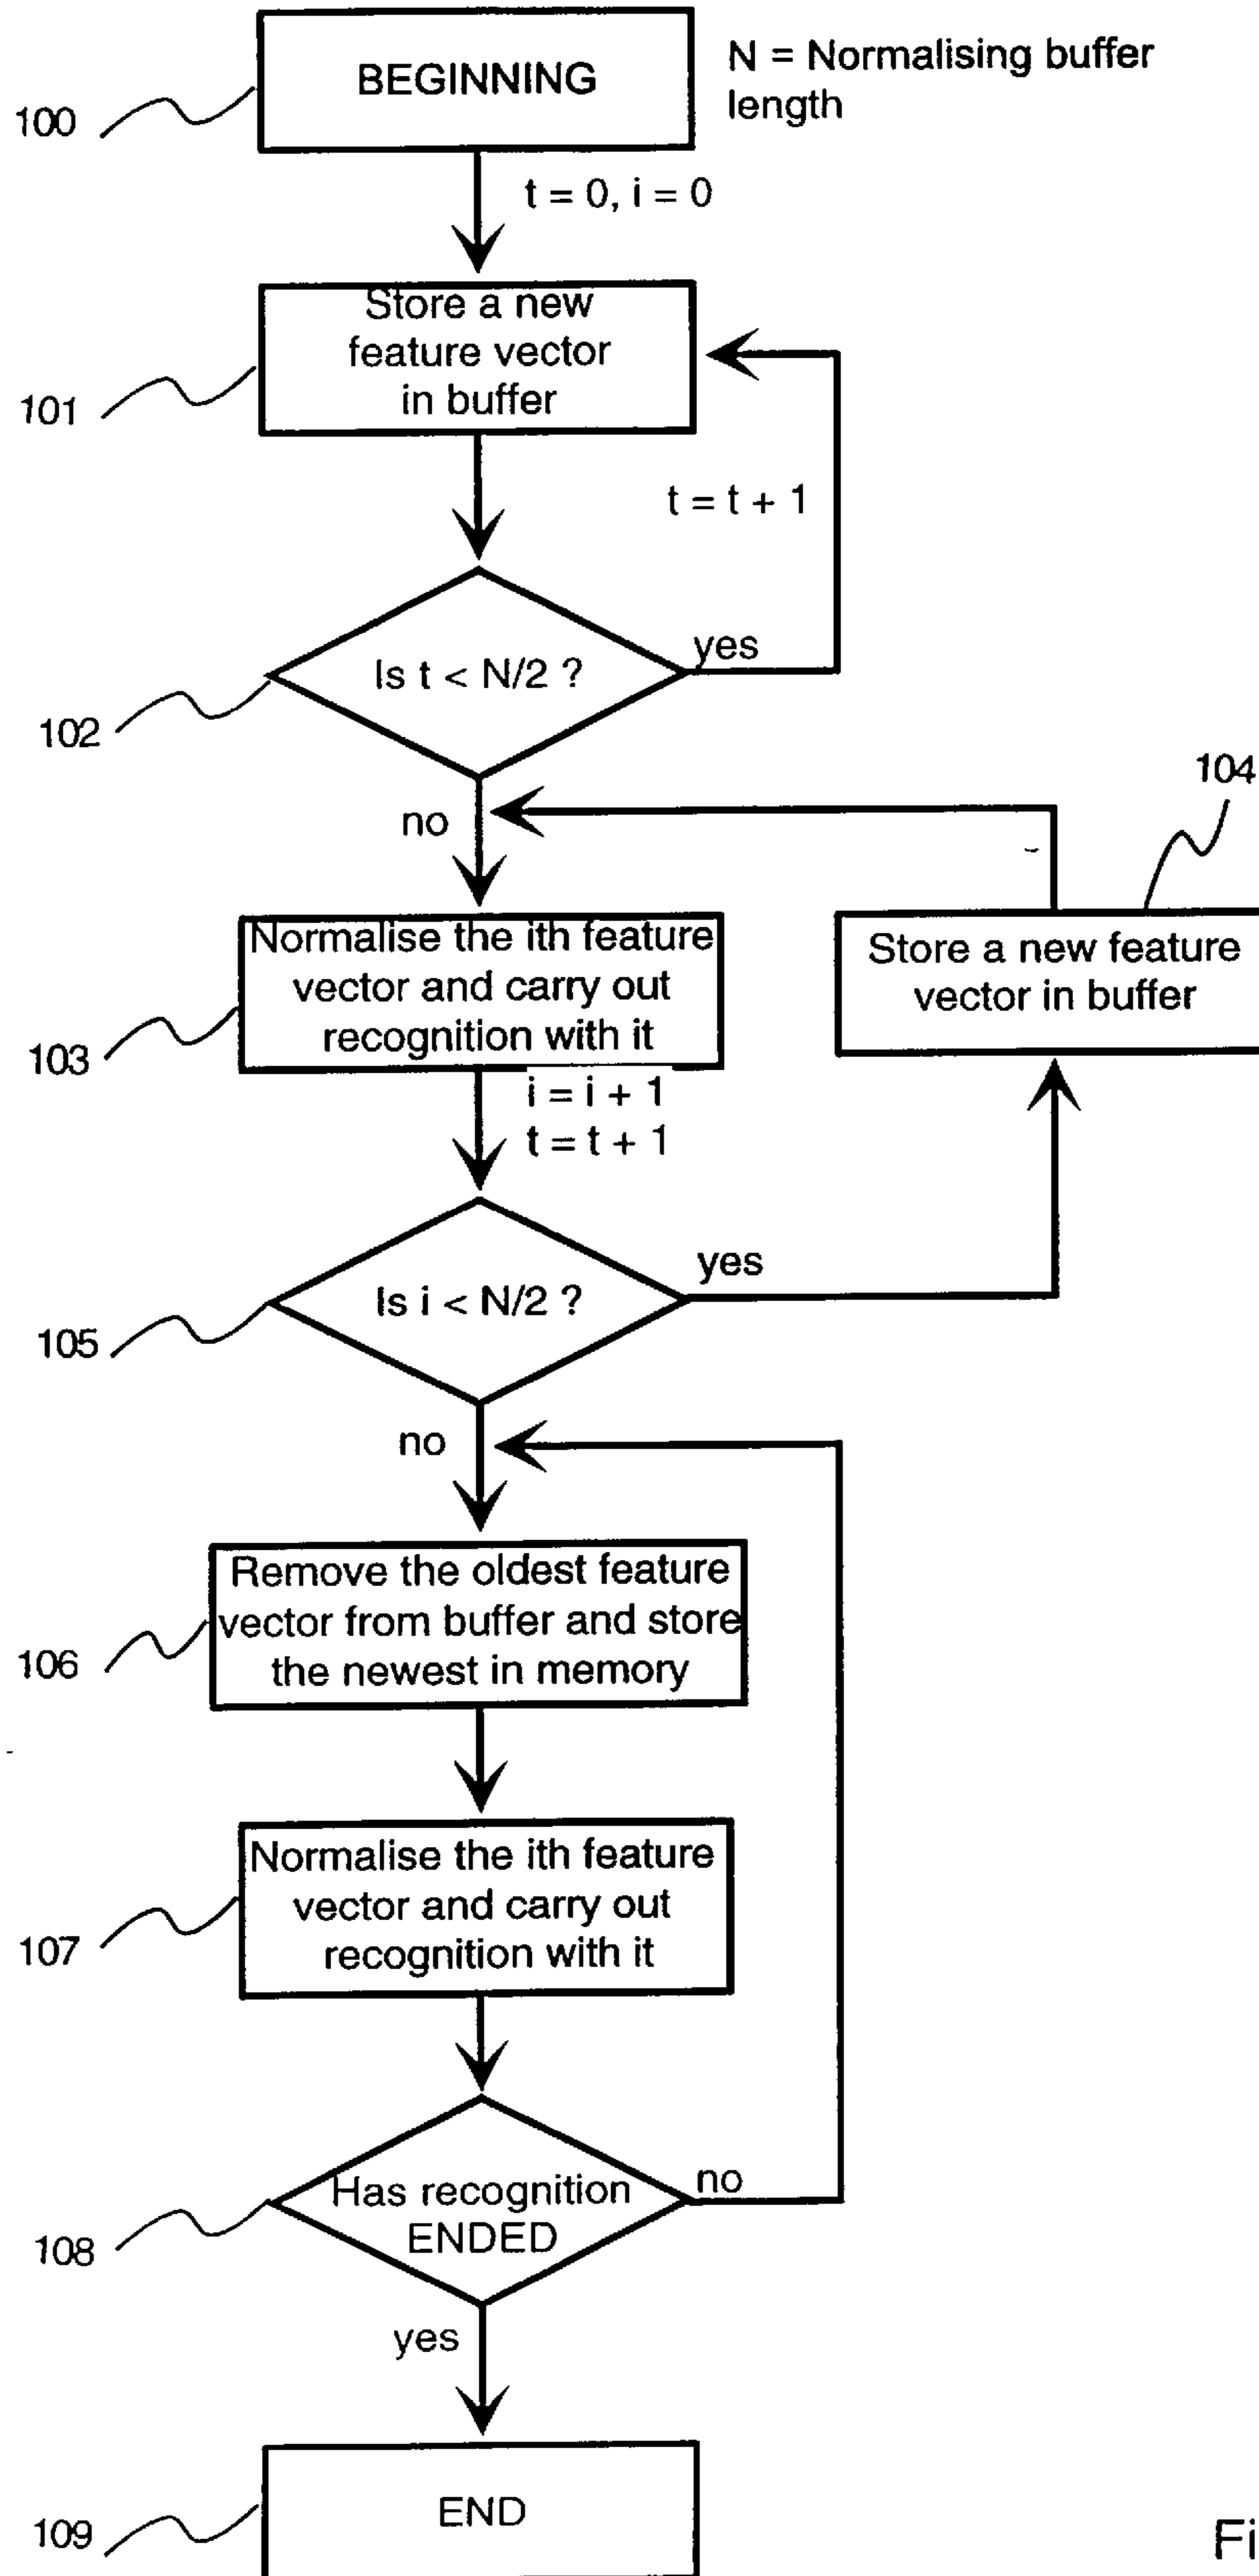 BEGINNING
N = Normalising buffer
length
100
t = 0, i = 0
Store a new
feature vector
in buffer
101
t = t + 1
Is t < N/2 ?
yes
102
104
no
Normalise the ith feature
vector and carry out
recognition with it
Store a new feature
vector in buffer
103
i = i + 1
t = t + 1
Is i < N/2 ?
yes
105
no
Remove the oldest feature
vector from buffer and store
the newest in memory
106
Normalise the ith feature
vector and carry out
recognition with it
107
Has recognition
ENDED
no
108
yes
END
109
Fi